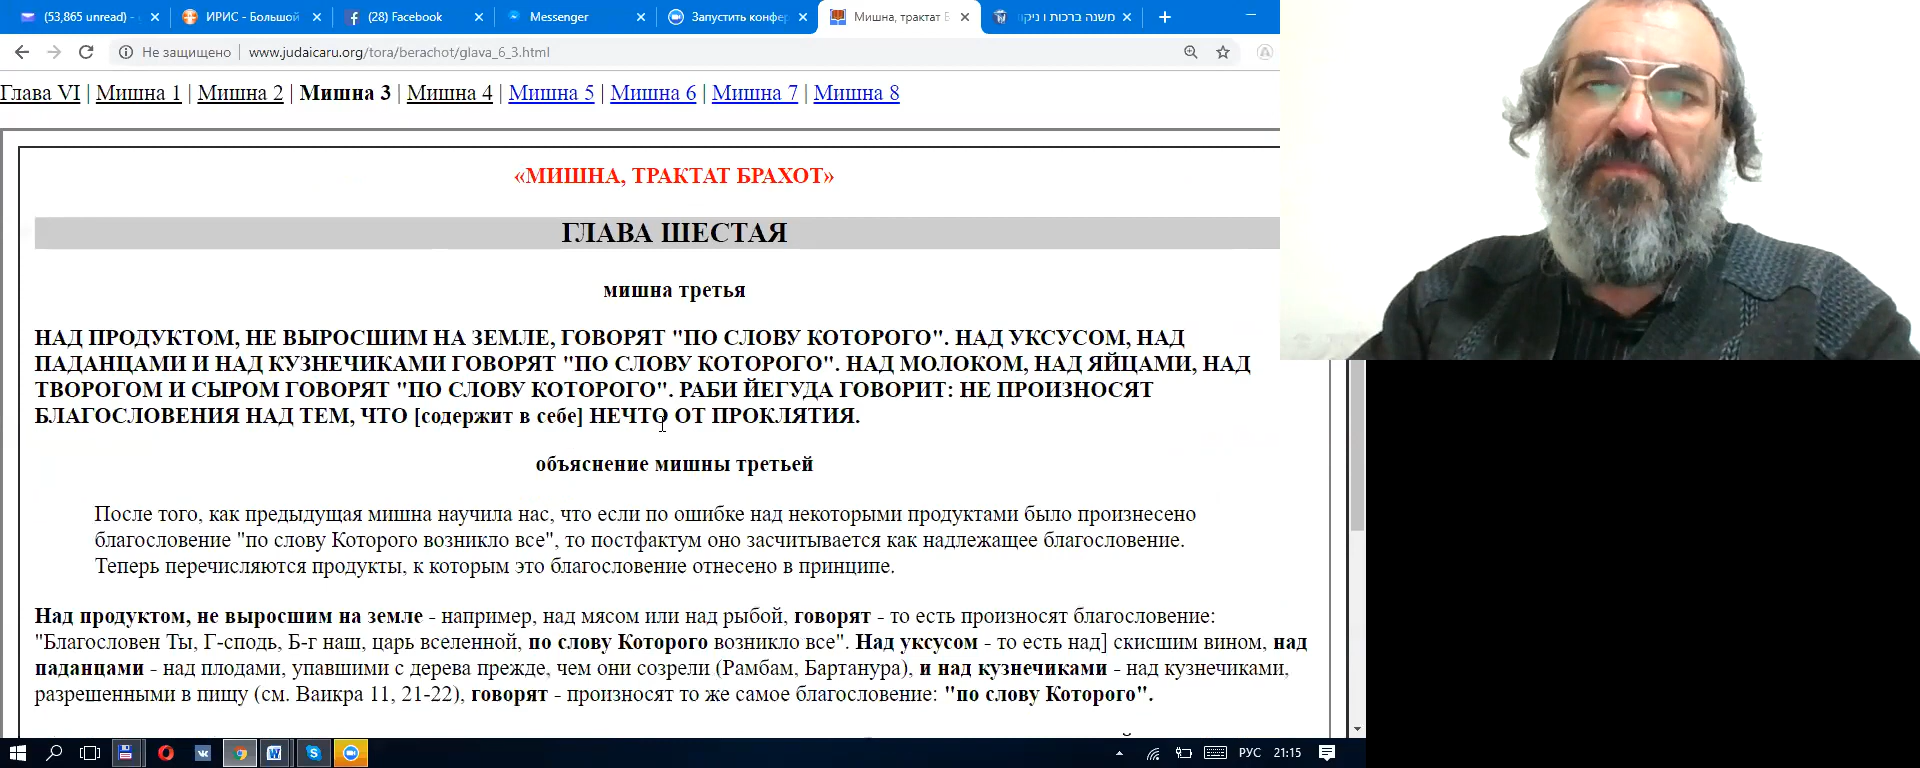 (53,865 unread) -
ИРИС - Большой
(28) Facebook
Messenger
Запустить конфер
Мишна, трактат Б
משנה ברכות ו ניקו
Не защищено | www.judaicaru.org/tora/berachot/glava_6_3.html
Глава VI | Мишна 1 | Мишна 2 | Мишна 3 | Мишна 4 | Мишна 5 | Мишна 6 | Мишна 7 | Мишна 8
«МИШНА, ТРАКТАТ БРАХОТ»
ГЛАВА ШЕСТАЯ
мишна третья
НАД ПРОДУКТОМ, НЕ ВЫРОСШИМ НА ЗЕМЛЕ, ГОВОРЯТ "ПО СЛОВУ КОТОРОГО". НАД УКСУСОМ, НАД
ПАДАНЦАМИ И НАД КУЗНЕЧИКАМИ ГОВОРЯТ "ПО СЛОВУ КОТОРОГО". НАД МОЛОКОМ, НАД ЯЙЦАМИ, НАД
ТВОРОГОМ И СЫРОМ ГОВОРЯТ "ПО СЛОВУ КОТОРОГО". РАБИ ЙЕГУДА ГОВОРИТ: НЕ ПРОИЗНОСЯТ
БЛАГОСЛОВЕНИЯ НАД ТЕМ, ЧТО [содержит в себе] НЕЧТО ОТ ПРОКЛЯТИЯ.
объяснение мишны третьей
После того, как предыдущая мишна научила нас, что если по ошибке над некоторыми продуктами было произнесено
благословение "по слову Которого возникло все", то постфактум оно засчитывается как надлежащее благословение.
Теперь перечисляются продукты, к которым это благословение отнесено в принципе.
Над продуктом, не выросшим на земле - например, над мясом или над рыбой, говорят - то есть произносят благословение:
"Благословен Ты, Г-сподь, Б-г наш, царь вселенной, по слову Которого возникло все". Над уксусом - то есть над] скисшим вином, над
паданцами - над плодами, упавшими с дерева прежде, чем они созрели (Рамбам, Бартанура), и над кузнечиками - над кузнечиками,
разрешенными в пищу (см. Ваикра 11, 21-22), говорят - произносят то же самое благословение: "по слову Которого".
РУС 21:15